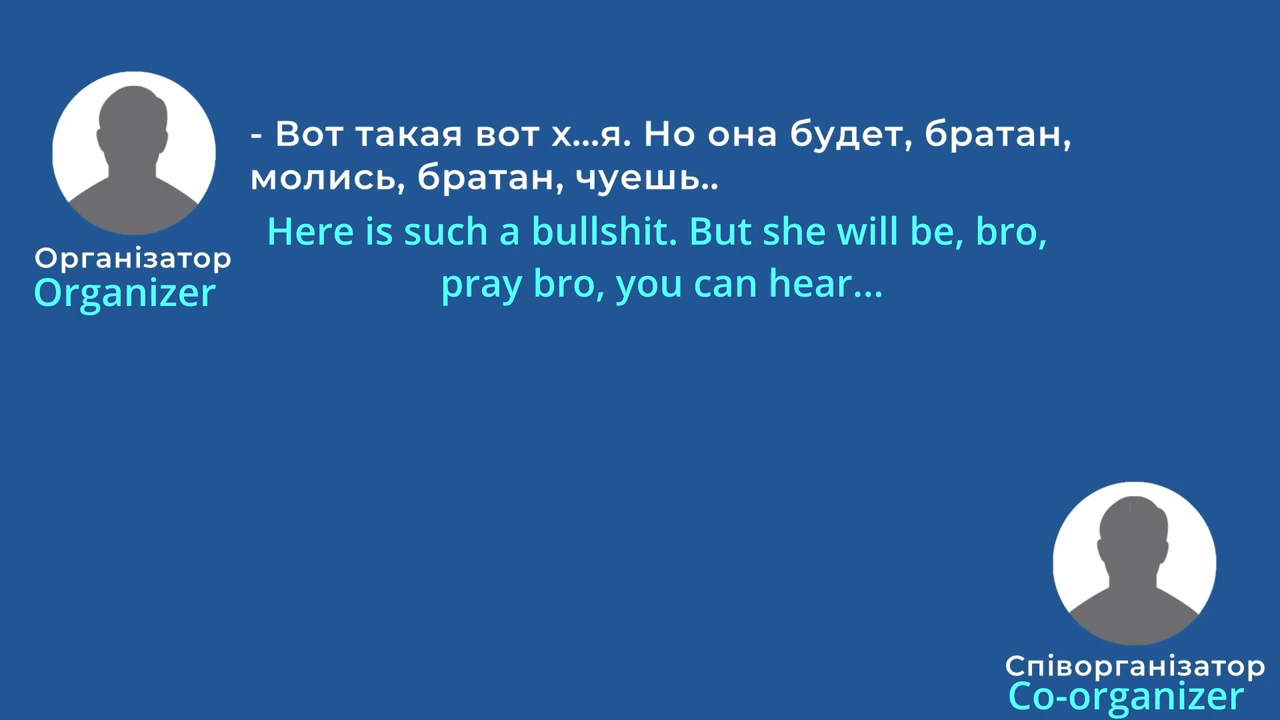 - Вот такая вот х...я. Но она будет, братан,
молись, братан, чуешь..
Here is such a bullshit. But she will be, bro,
pray bro, you can hear...
Організатор
Organizer
Співорганізатор
Co-organizer